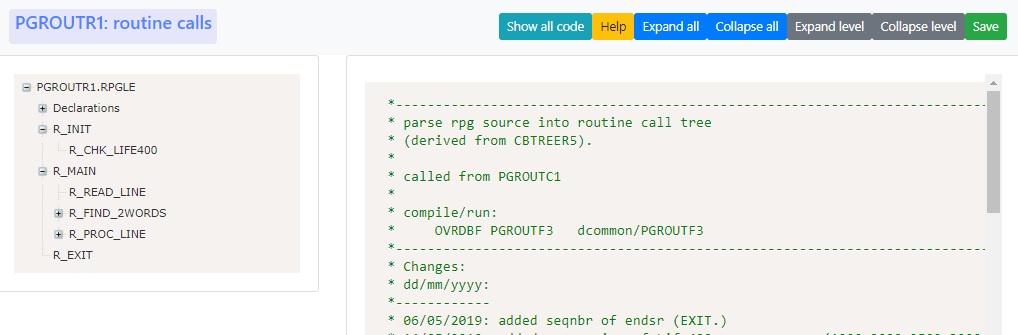 PGROUTR1: routine calls
Show all code Help Expand all Collapse all Expand level Collapse level Save
PGROUTR1.RPGLE
Declarations
R_INIT
R_CHK_LIFE400
R_MAIN
R_READ_LINE
R_FIND_2WORDS
R_PROC_LINE
R_EXIT
*---------------------------------------------------------------------------
* parse rpg source into routine call tree
* (derived from CBTREER5).
*
* called from PGROUTC1
*
* compile/run:
*     OVRDBF PGROUTF3   dcommon/PGROUTF3
*---------------------------------------------------------------------------
* Changes:
* dd/mm/yyyy:
*------------
* 06/05/2019: added seqnbr of endsr (EXIT.)